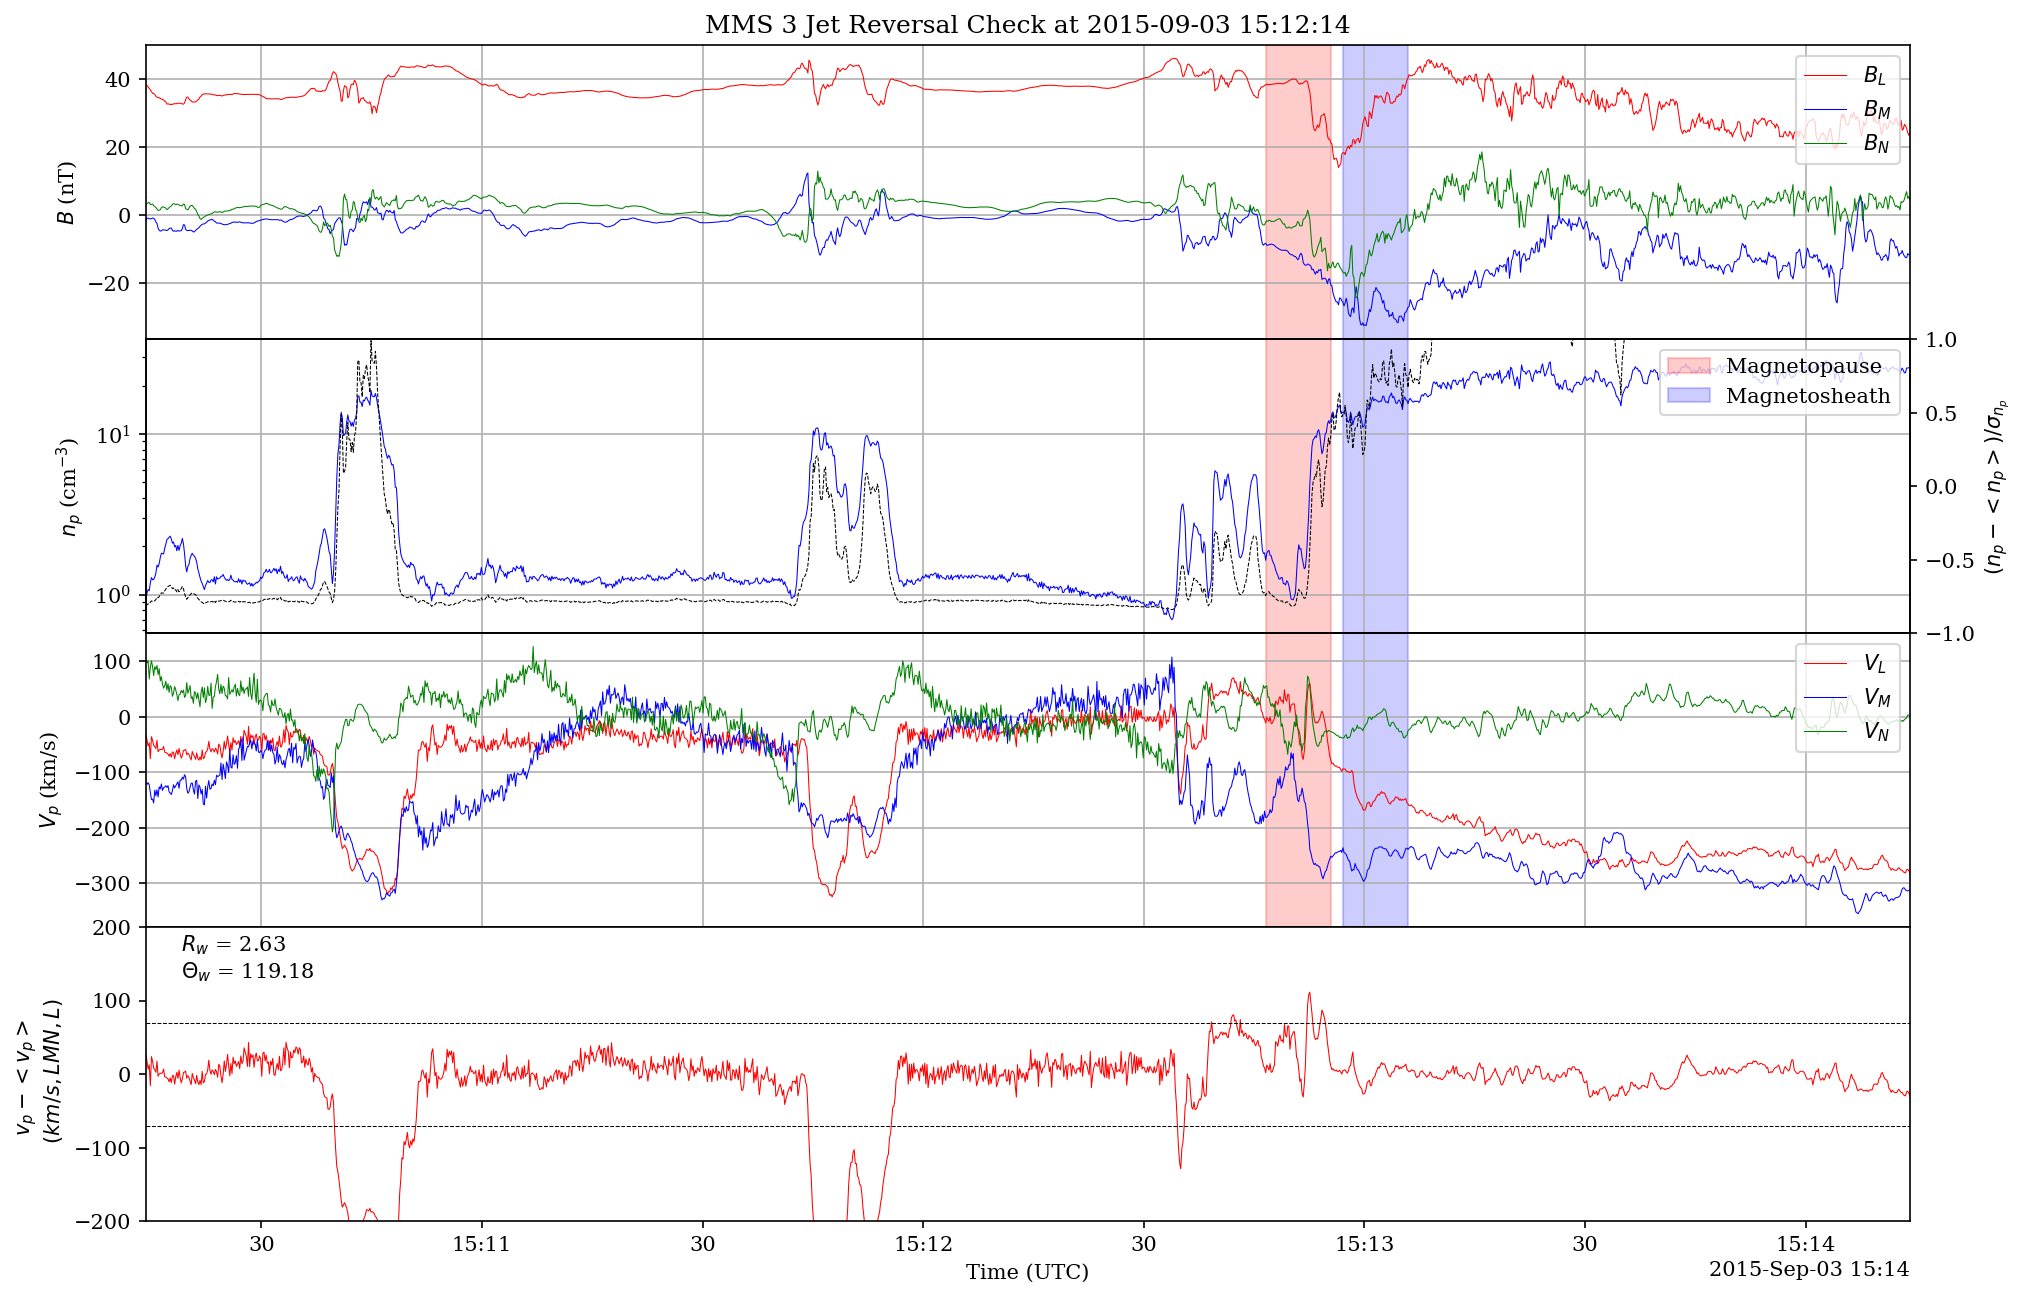 MMS 3 Jet Reversal Check at 2015-09-03 15:12:14
40
20
0
−20
B (nT)
B_L
B_M
B_N
10^1
10^0
n_p (cm^−3)
1.0
0.5
0.0
−0.5
−1.0
(n_p − < n_p >)/σ_{n_p}
Magnetopause
Magnetosheath
100
0
−100
−200
−300
V_p (km/s)
V_L
V_M
V_N
200
100
0
−100
−200
v_p − < v_p >
(km/s, LMN, L)
R_w = 2.63
Θ_w = 119.18
30
15:11
30
15:12
30
15:13
30
15:14
Time (UTC)
2015-Sep-03 15:14